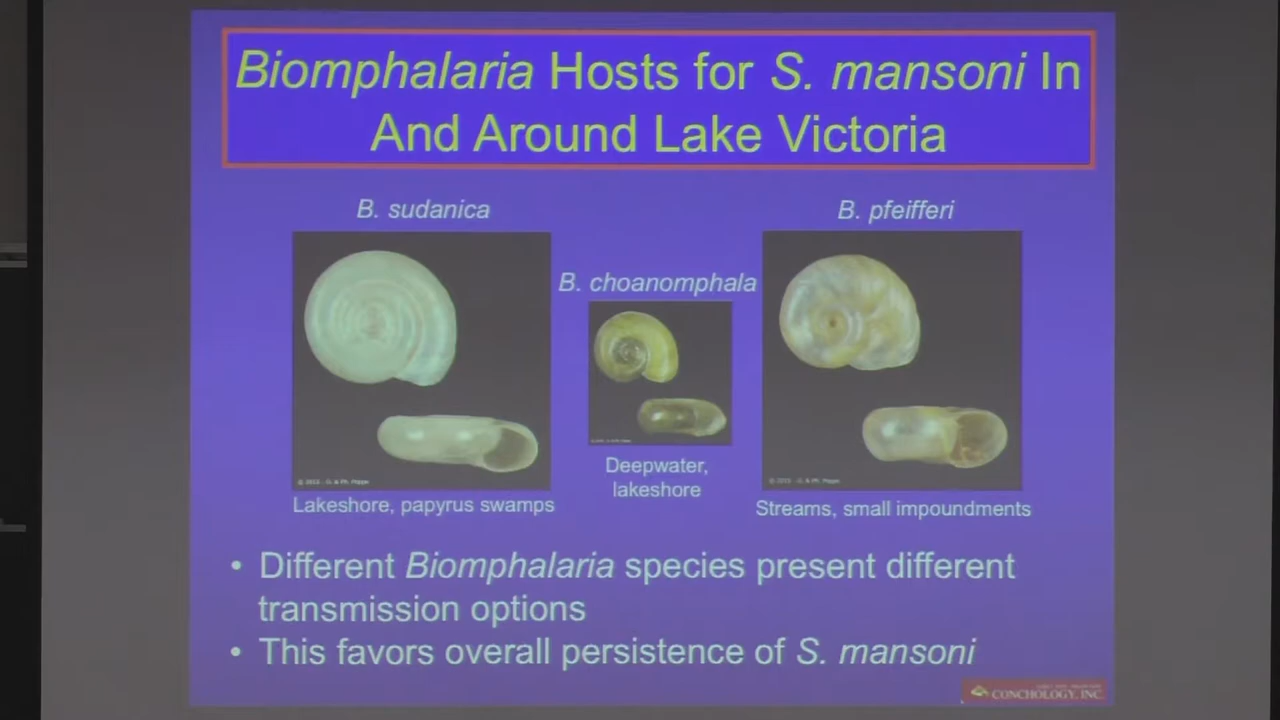 Biomphalaria Hosts for S. mansoni In
And Around Lake Victoria
B. sudanica
B. choanomphala
B. pfeifferi
Lakeshore, papyrus swamps
Deepwater,
lakeshore
Streams, small impoundments
• Different Biomphalaria species present different
transmission options
• This favors overall persistence of S. mansoni
CONCHOLOGY, INC.